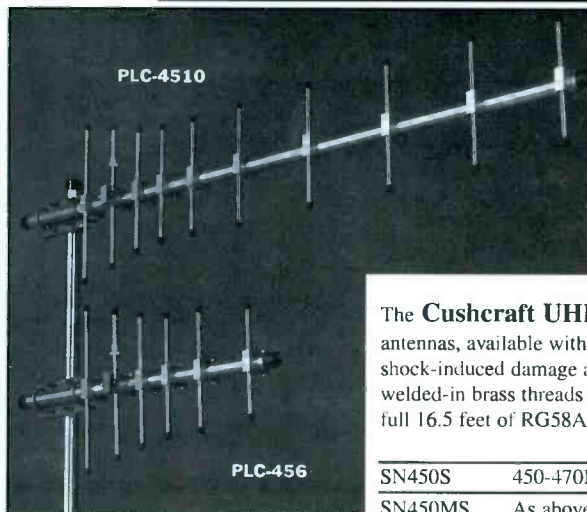 PLC-4510
PLC-456
The Cushcraft UH
antennas, available with
shock-induced damage
welded-in brass threads
full 16.5 feet of RG58A
SN450S 450-470
SN450MS As above